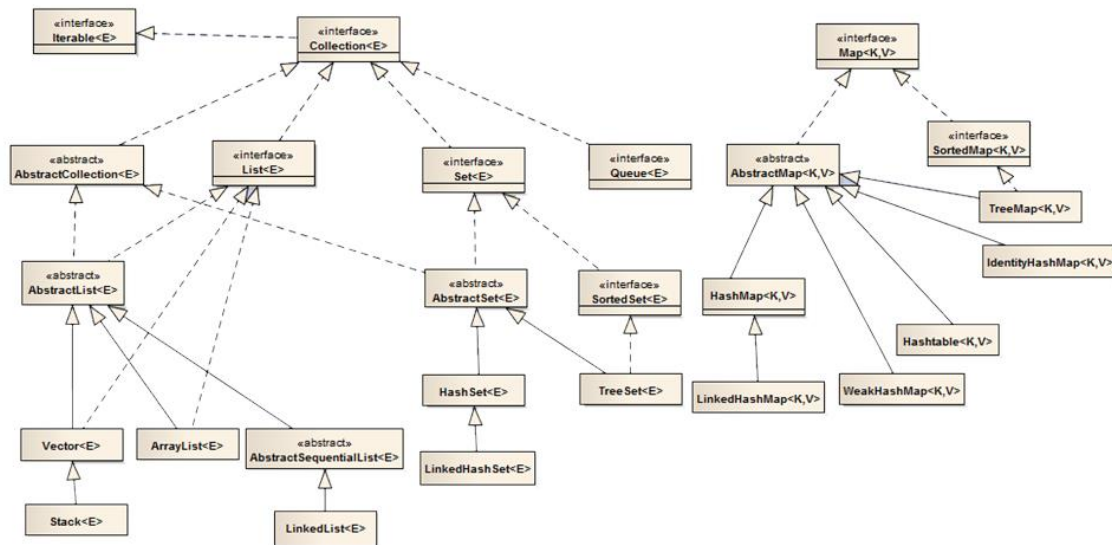 «interface»
Iterable<E>
«interface»
Collection<E>
«interface»
Map<K,V>
«abstract»
AbstractCollection<E>
«interface»
List<E>
«interface»
Set<E>
«interface»
Queue<E>
«abstract»
AbstractMap<K,V>
«interface»
SortedMap<K,V>
TreeMap<K,V>
IdentityHashMap<K,V>
«abstract»
AbstractList<E>
«abstract»
AbstractSet<E>
«interface»
SortedSet<E>
HashMap<K,V>
Hashtable<K,V>
HashSet<E>
TreeSet<E>
LinkedHashMap<K,V>
WeakHashMap<K,V>
Vector<E>
ArrayList<E>
«abstract»
AbstractSequentialList<E>
LinkedHashSet<E>
Stack<E>
LinkedList<E>